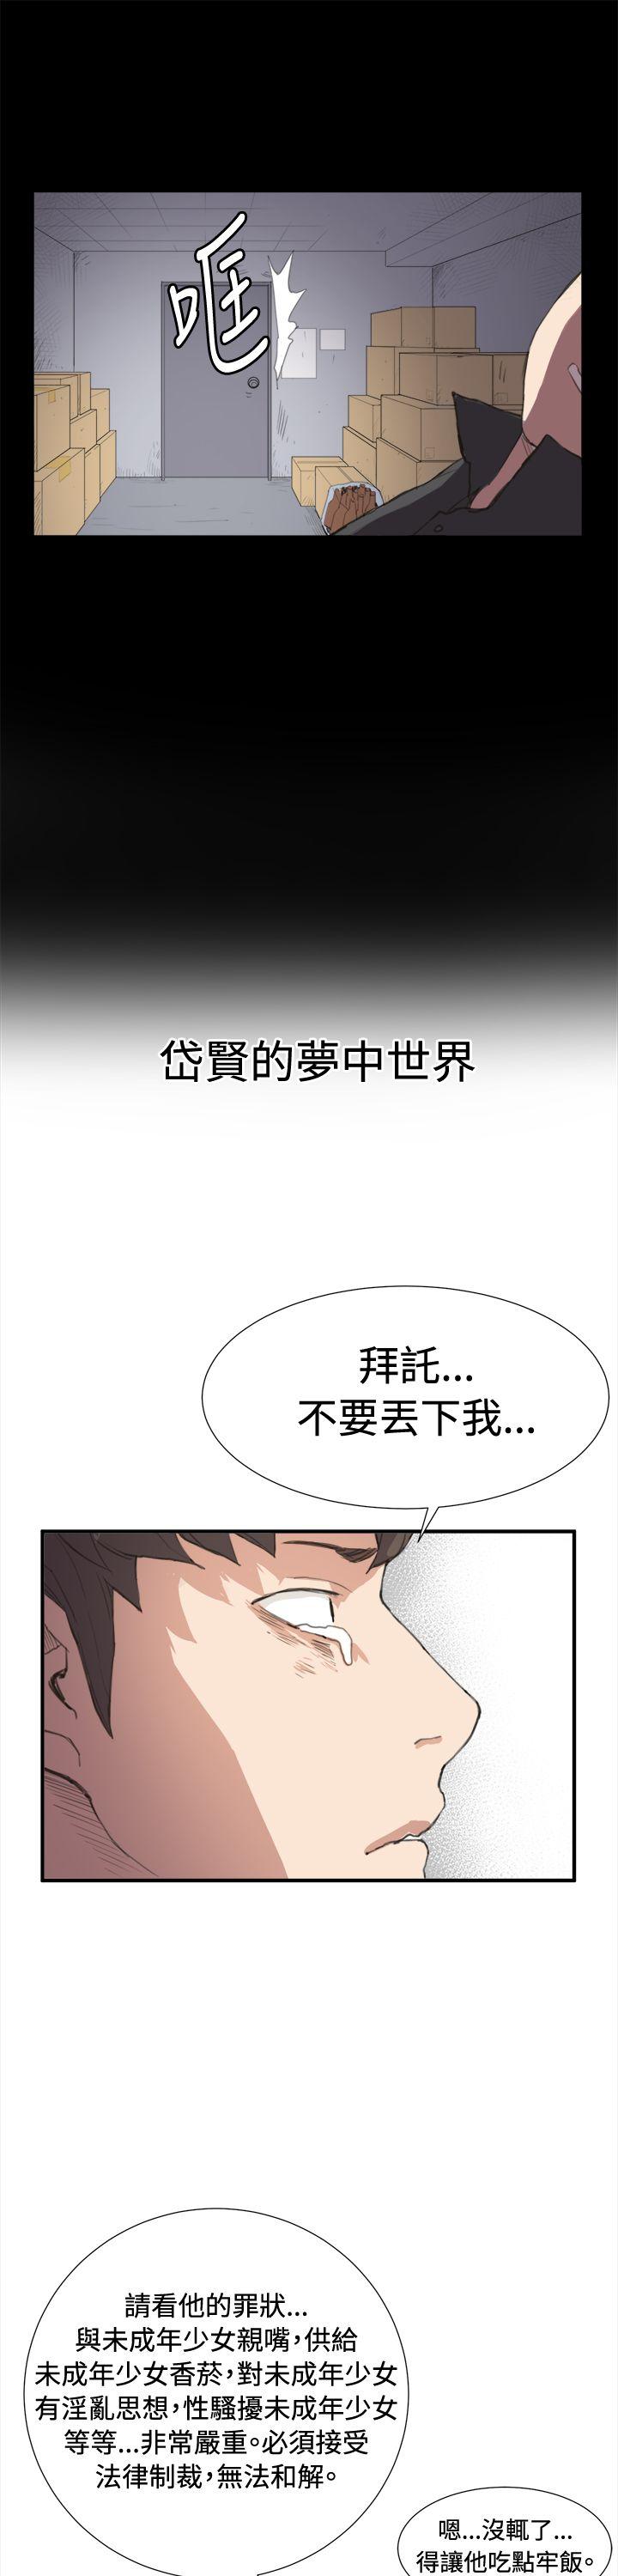 哐
岱賢的夢中世界
拜託...
不要丟下我...
請看他的罪狀...
與未成年少女親嘴，供給
未成年少女香菸，對未成年少女
有淫亂思想，性騷擾未成年少女
等等...非常嚴重。必須接受
法律制裁，無法和解。
嗯...沒輒了...
得讓他吃點牢飯。